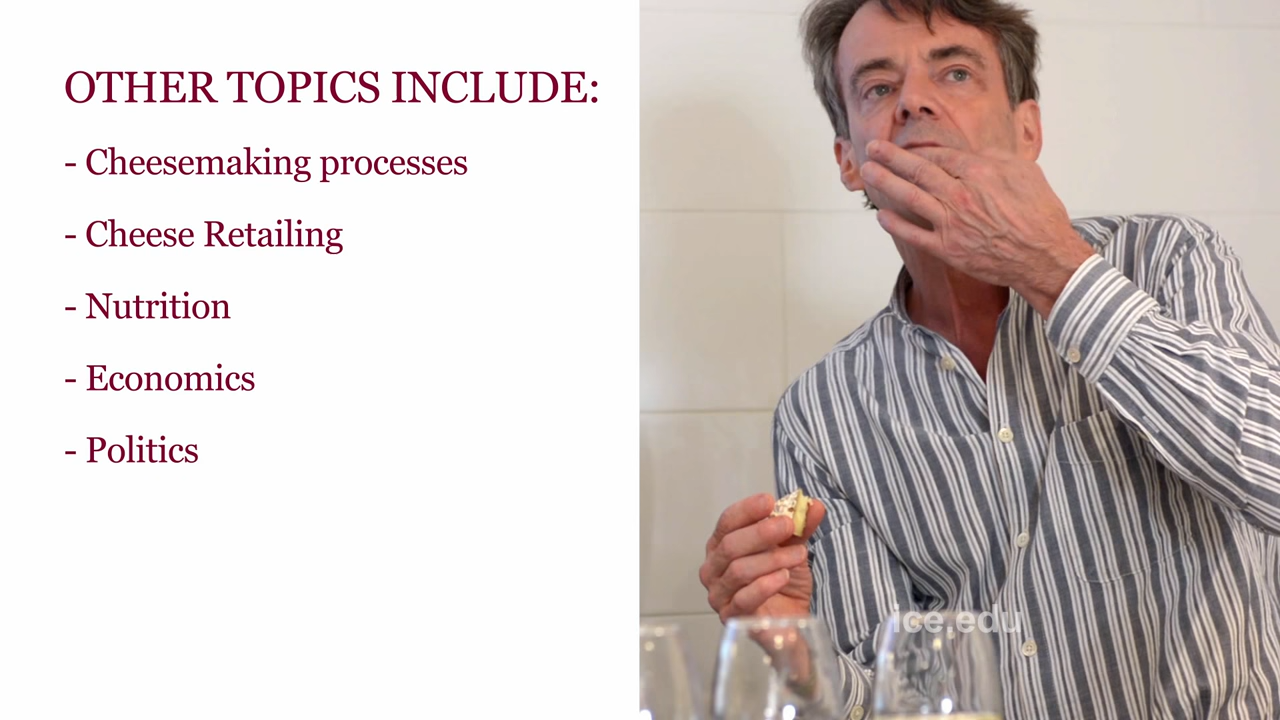 OTHER TOPICS INCLUDE:
- Cheesemaking processes
- Cheese Retailing
- Nutrition
- Economics
- Politics
ice.edu